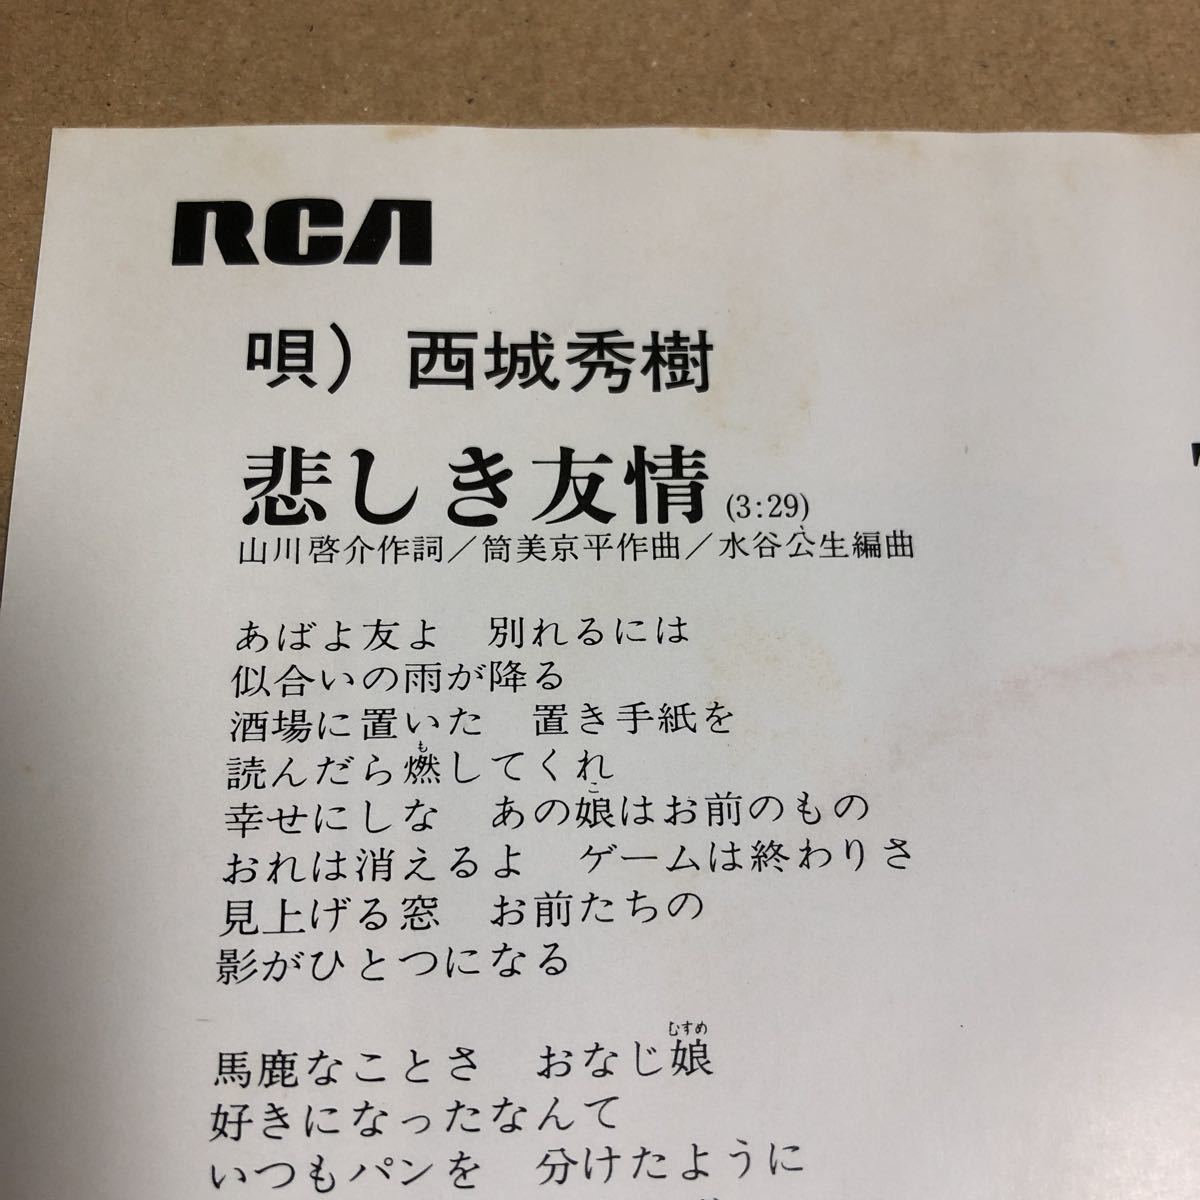 RCA
唄）西城秀樹
悲しき友情(3:29)
山川啓介作詞／筒美京平作曲／水谷公生編曲
あばよ友よ　別れるには
似合いの雨が降る
酒場に置いた　置き手紙を
も
読んだら燃してくれ
こ
幸せにしな　あの娘はお前のもの
おれは消えるよ　ゲームは終わりさ
見上げる窓　お前たちの
影がひとつになる
むすめ
馬鹿なことさ　おなじ娘
好きになったなんて
いつもパンを　分けたように